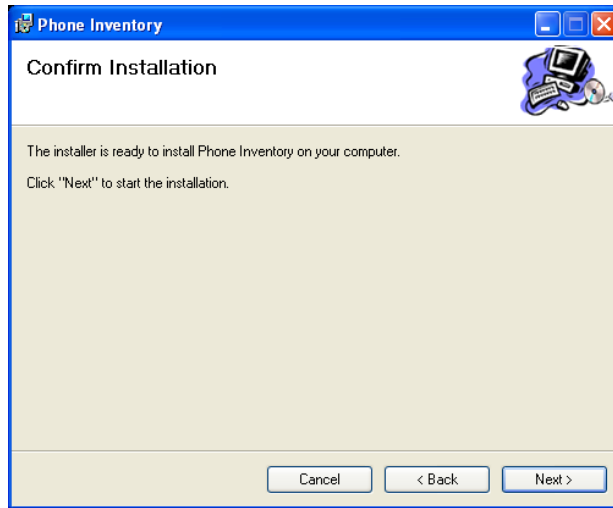 Phone Inventory
Confirm Installation
The installer is ready to install Phone Inventory on your computer.
Click "Next" to start the installation.
Cancel
< Back
Next >